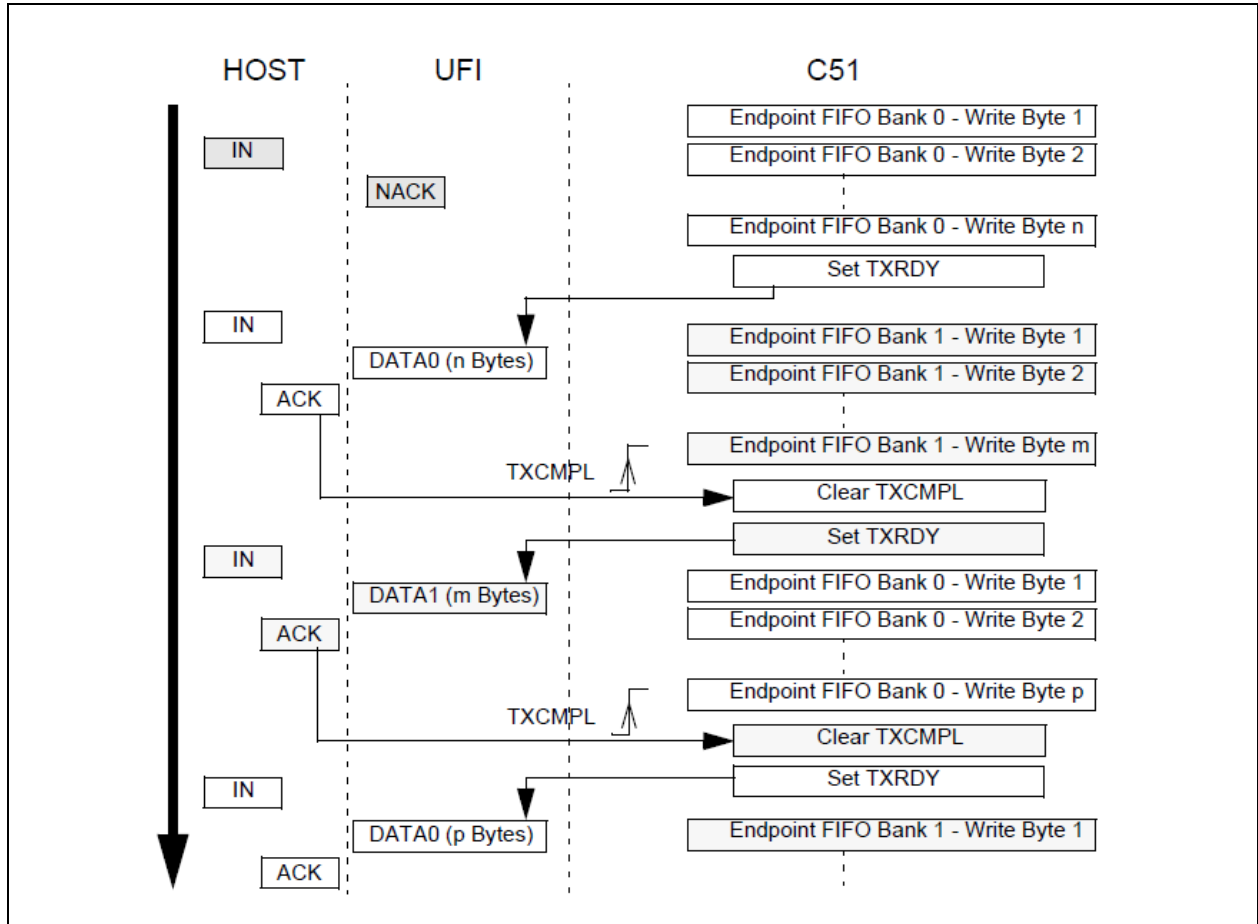 HOST UFI C51
Endpoint FIFO Bank 0 - Write Byte 1
IN
Endpoint FIFO Bank 0 - Write Byte 2
NACK
Endpoint FIFO Bank 0 - Write Byte n
Set TXRDY
IN
Endpoint FIFO Bank 1 - Write Byte 1
DATA0 (n Bytes)
Endpoint FIFO Bank 1 - Write Byte 2
ACK
Endpoint FIFO Bank 1 - Write Byte m
TXCMPL
Clear TXCMPL
Set TXRDY
IN
Endpoint FIFO Bank 0 - Write Byte 1
DATA1 (m Bytes)
Endpoint FIFO Bank 0 - Write Byte 2
ACK
Endpoint FIFO Bank 0 - Write Byte p
TXCMPL
Clear TXCMPL
Set TXRDY
IN
DATA0 (p Bytes)
Endpoint FIFO Bank 1 - Write Byte 1
ACK